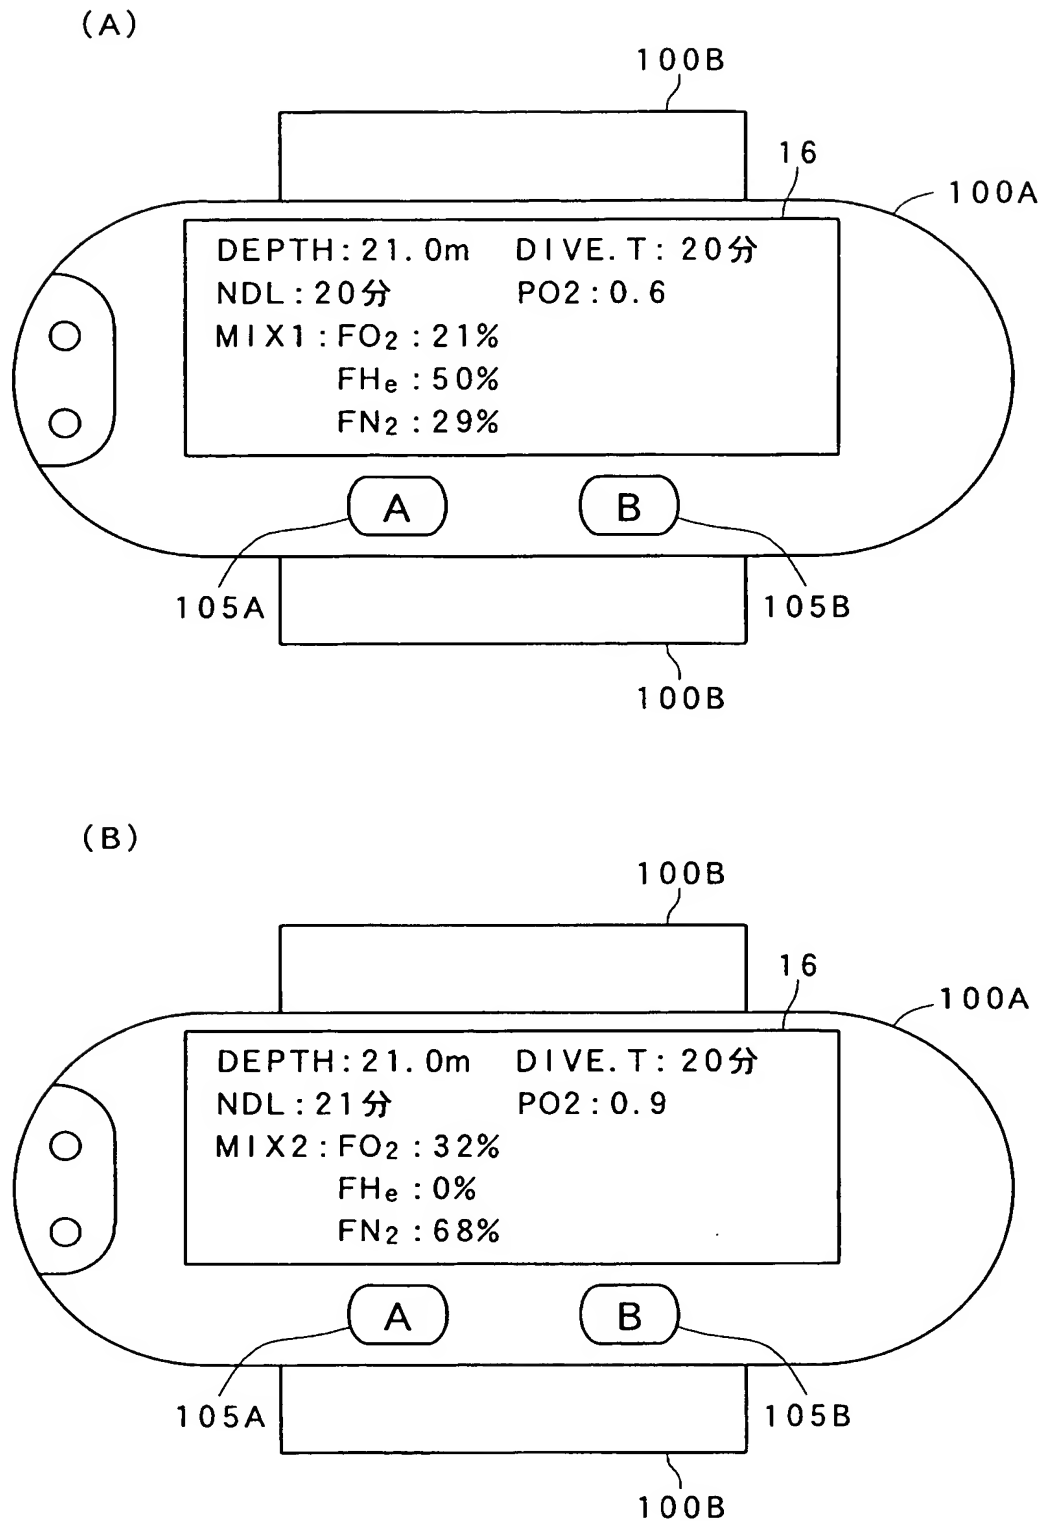 (A)
100B
16
100A
DEPTH:21.0m DIVE.T:20分
NDL:20分 PO2:0.6
MIX1:FO2:21%
FHe:50%
FN2:29%
A B
105A 105B
100B
(B)
100B
16
100A
DEPTH:21.0m DIVE.T:20分
NDL:21分 PO2:0.9
MIX2:FO2:32%
FHe:0%
FN2:68%
A B
105A 105B
100B